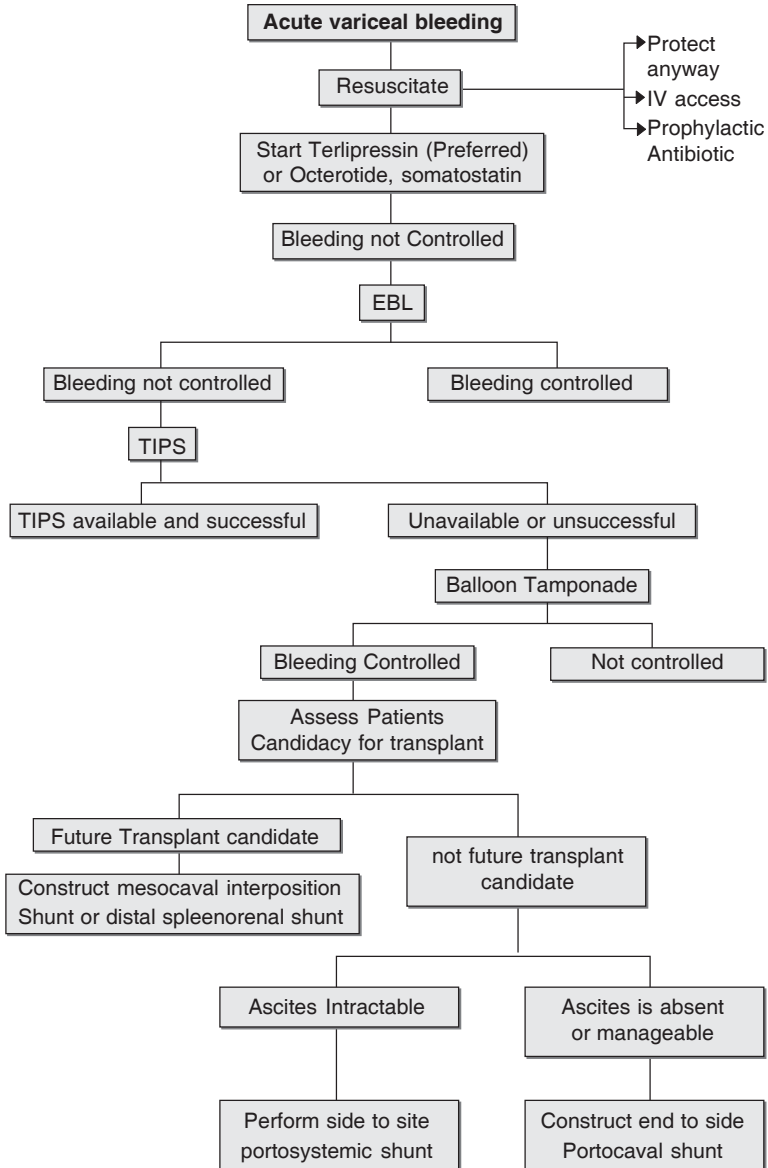 Acute variceal bleeding
Resuscitate
Protect
anyway
IV access
Prophylactic
Antibiotic
Start Terlipressin (Preferred)
or Octerotide, somatostatin
Bleeding not Controlled
EBL
Bleeding not controlled
Bleeding controlled
TIPS
TIPS available and successful
Unavailable or unsuccessful
Balloon Tamponade
Bleeding Controlled
Not controlled
Assess Patients
Candidacy for transplant
Future Transplant candidate
not future transplant
candidate
Construct mesocaval interposition
Shunt or distal spleenorenal shunt
Ascites Intractable
Ascites is absent
or manageable
Perform side to site
portosystemic shunt
Construct end to side
Portocaval shunt